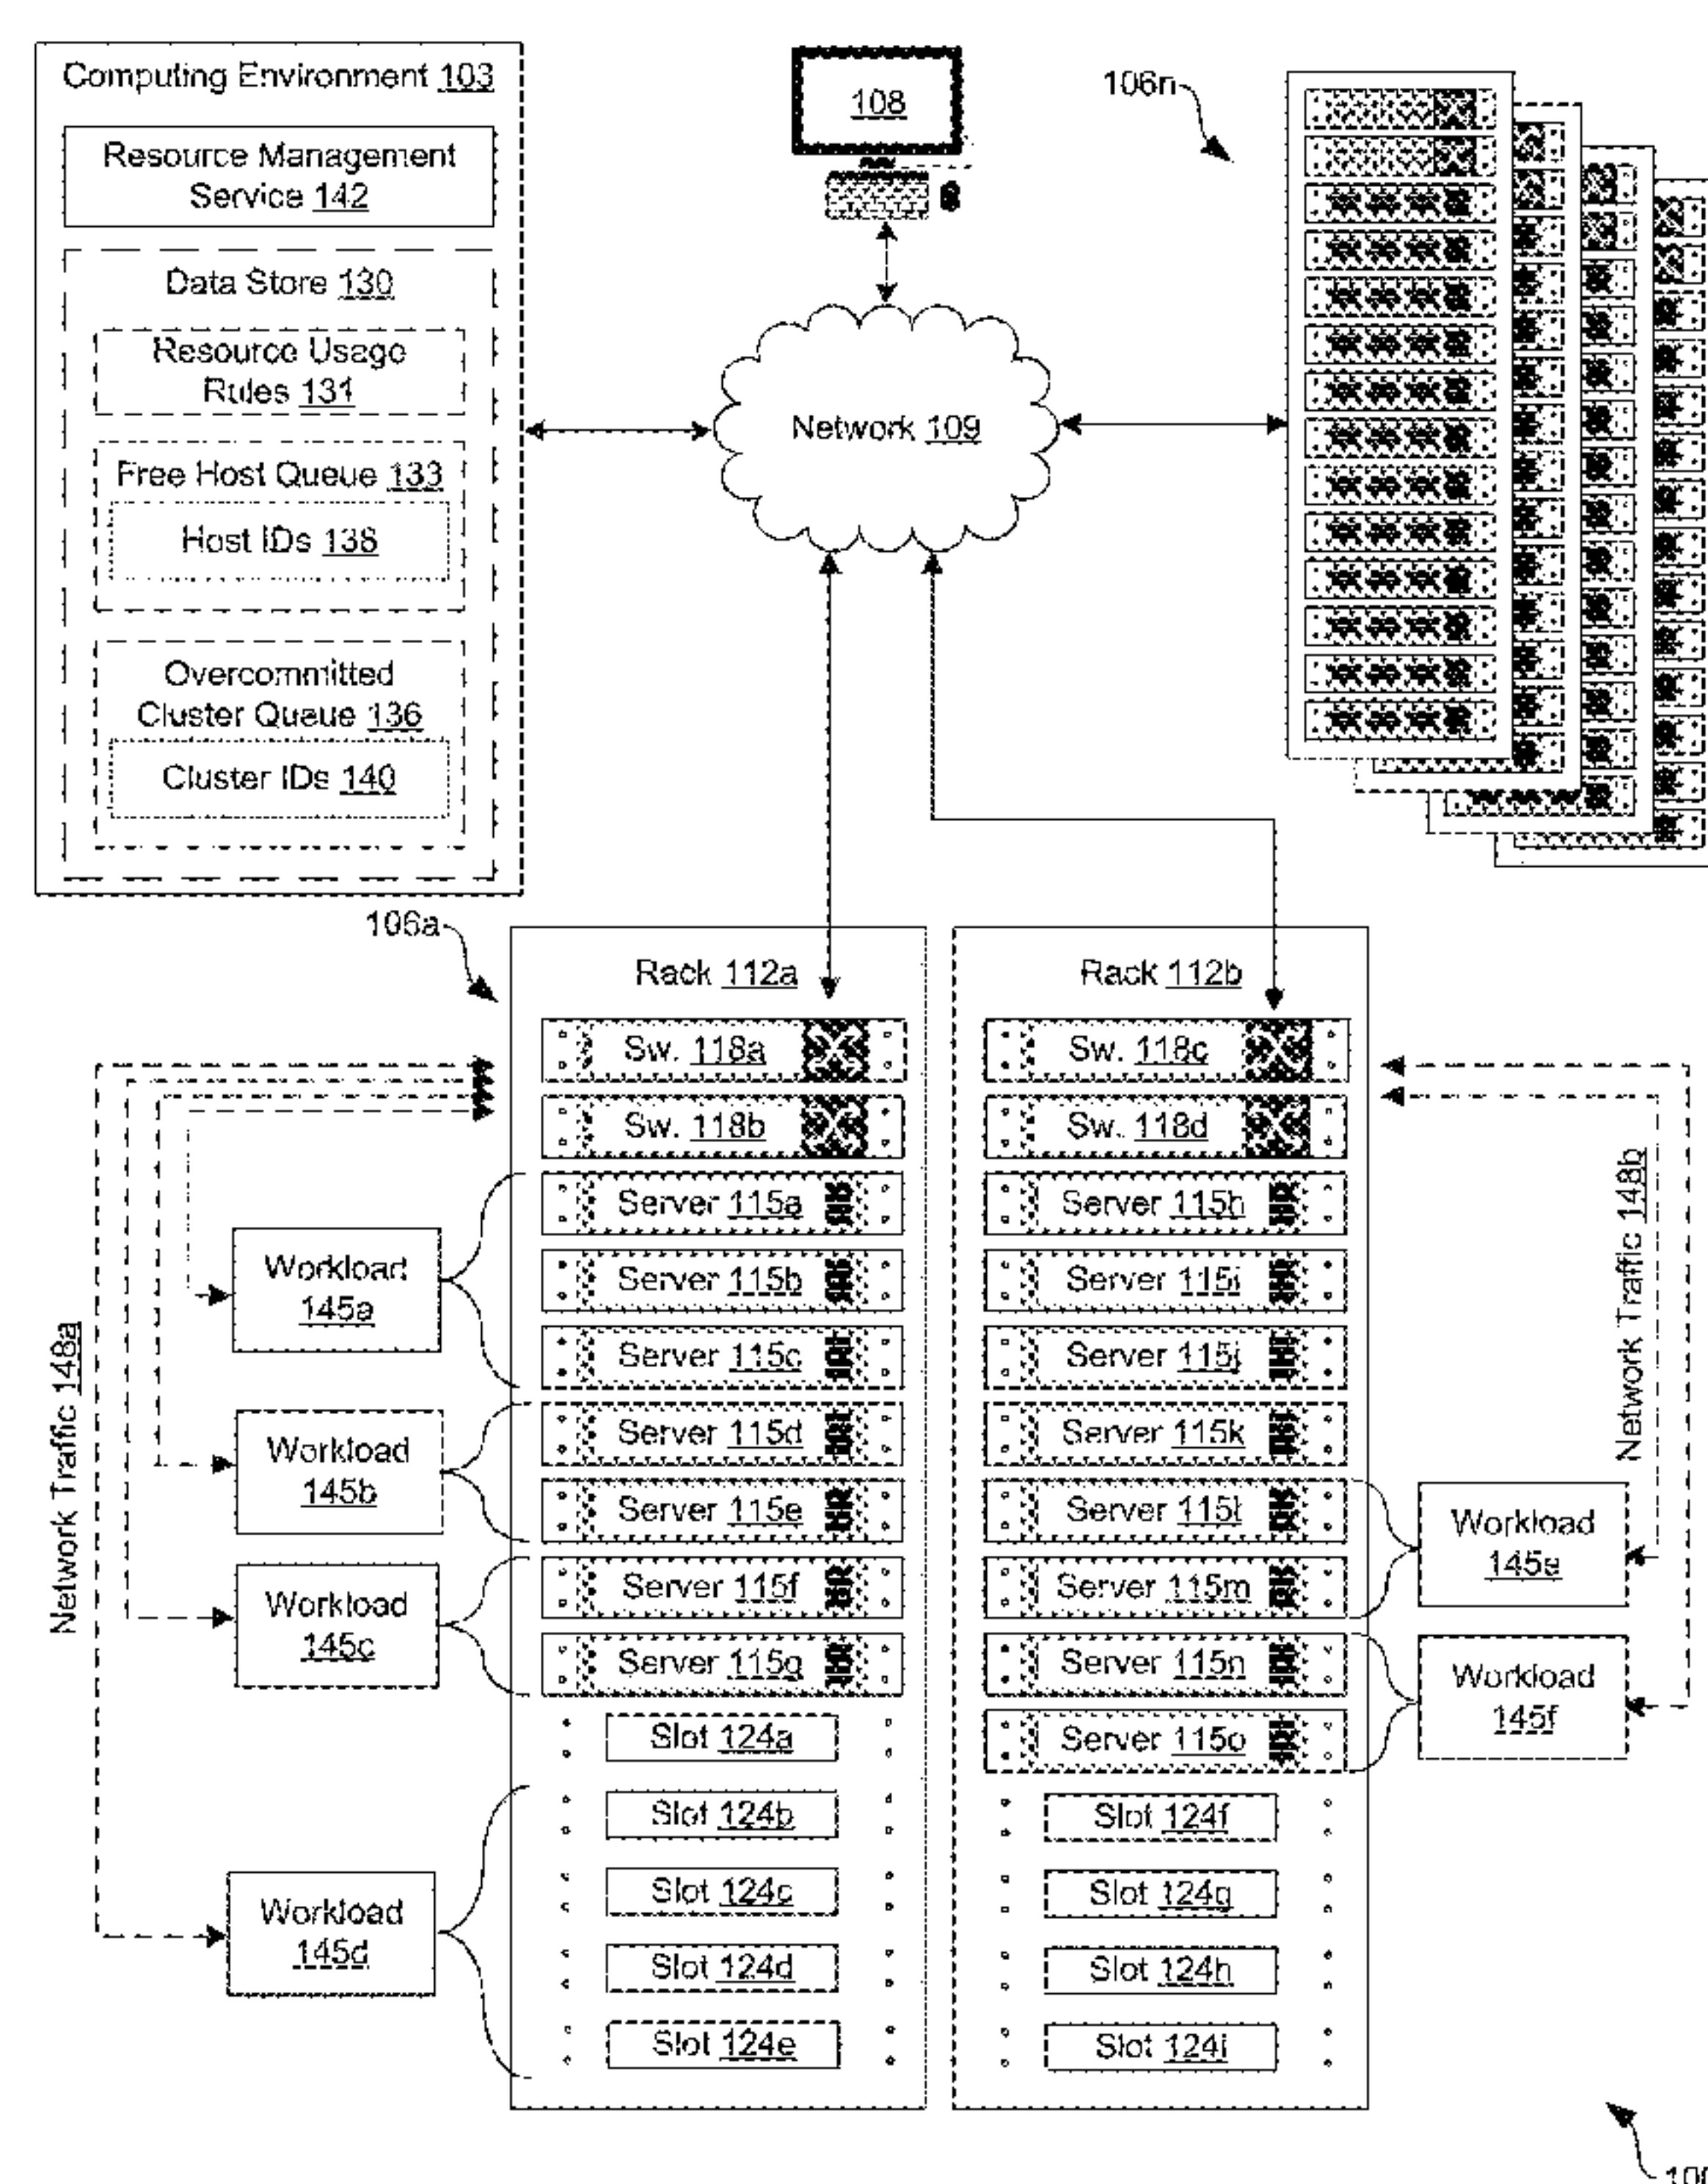 Computing Environment 103
Resource Management
Service 142
Data Store 130
Resource Usage
Rules 131
Free Host Queue 133
Host IDs 138
Overcommitted
Cluster Queue 136
Cluster IDs 140
108
106n
Network 109
106a
Rack 112a
Sw. 118a
Sw. 118b
Server 115a
Server 115b
Server 115c
Server 115d
Server 115e
Server 115f
Server 115g
Slot 124a
Slot 124b
Slot 124c
Slot 124d
Slot 124e
Rack 112b
Sw. 118c
Sw. 118d
Server 115h
Server 115i
Server 115j
Server 115k
Server 115l
Server 115m
Server 115n
Server 115o
Slot 124f
Slot 124g
Slot 124h
Slot 124i
Network Traffic 148a
Workload
145a
Workload
145b
Workload
145c
Workload
145d
Network Traffic 148b
Workload
145e
Workload
145f